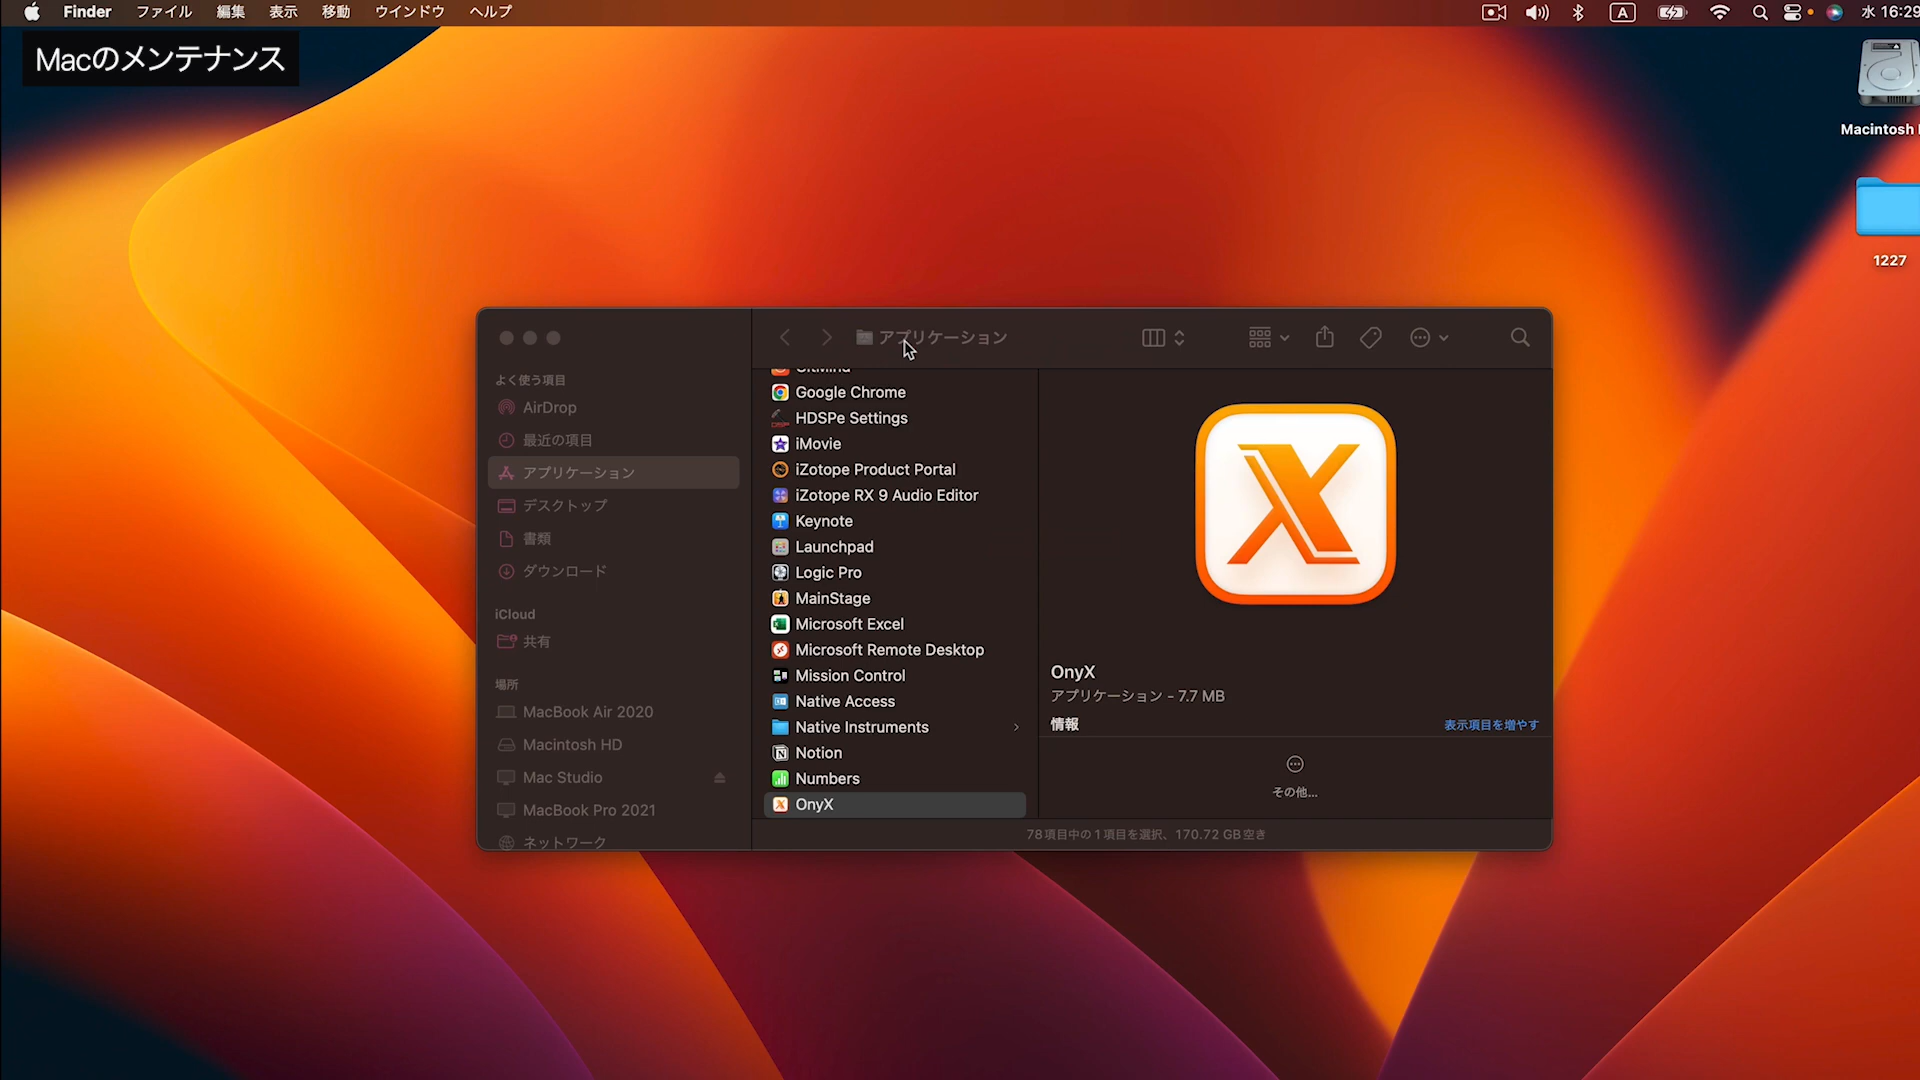 Finder ファイル 編集 表示 移動 ウインドウ ヘルプ A 水 16:29
Macのメンテナンス
Macintosh
1227
アプリケーション
よく使う項目
AirDrop
最近の項目
アプリケーション
デスクトップ
書類
ダウンロード
iCloud
共有
場所
MacBook Air 2020
Macintosh HD
Mac Studio
MacBook Pro 2021
ネットワーク
GitMind
Google Chrome
HDSPe Settings
iMovie
iZotope Product Portal
iZotope RX 9 Audio Editor
Keynote
Launchpad
Logic Pro
MainStage
Microsoft Excel
Microsoft Remote Desktop
Mission Control
Native Access
Native Instruments
Notion
Numbers
OnyX
OnyX
アプリケーション - 7.7 MB
情報
表示項目を増やす
その他...
78項目中の1項目を選択、170.72 GB空き